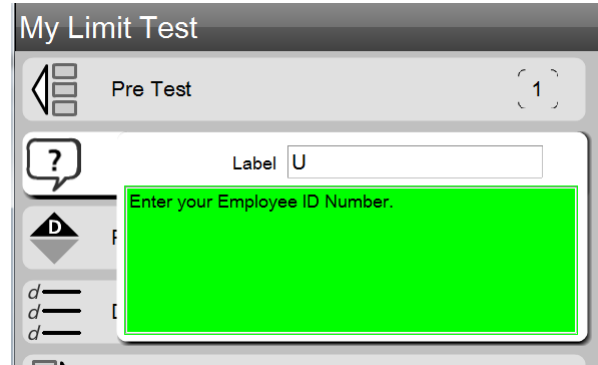 My Limit Test
Pre Test
1
?
Label U
Enter your Employee ID Number.
D
d
d
d